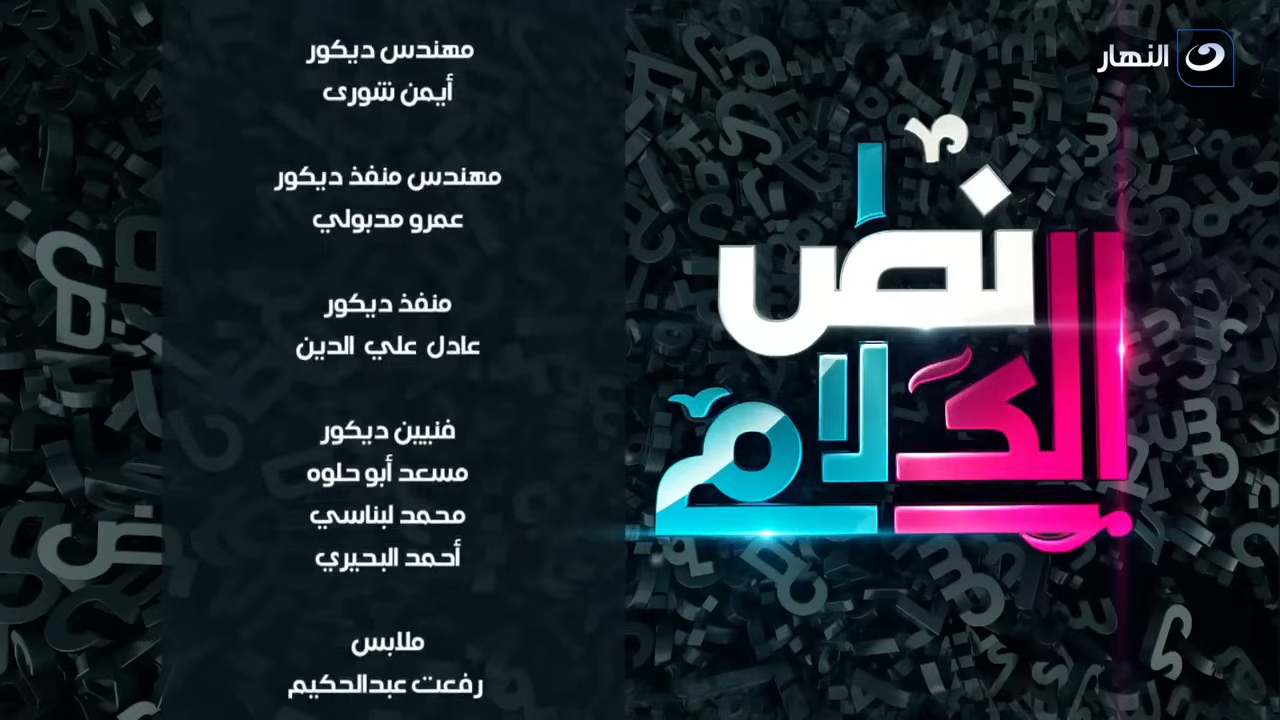 النهار
نص
الكلام
مهندس ديكور
أيمن شورى
مهندس منفذ ديكور
عمرو مدبولي
منفذ ديكور
عادل علي الدين
فنيين ديكور
مسعد أبو حلوه
محمد لبناسي
أحمد البحيري
ملابس
رفعت عبدالحكيم